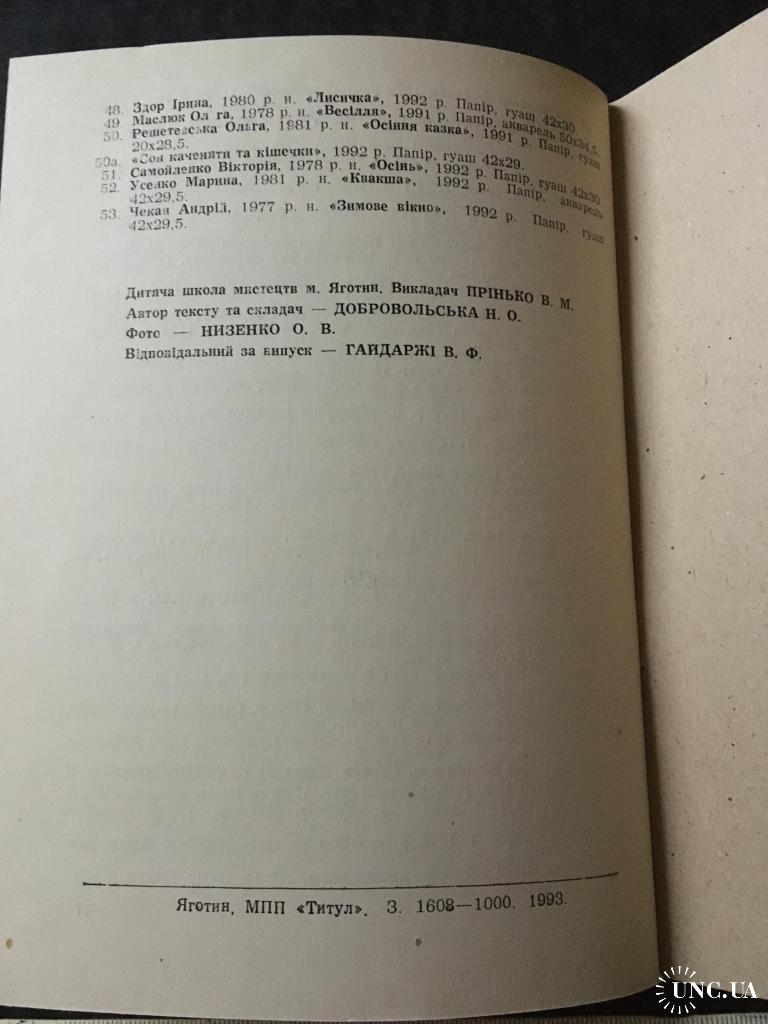 48. Здор Ірина, 1980 р. н. «Лисичка», 1992 р. Папір, гуаш 42х30.
49. Маслюк Ол га, 1978 р. н. «Весілля», 1991 р. Папір, акварель 50х34,5.
50. Решетевська Ольга, 1981 р. н. «Осіння казка», 1991 р. Папір, гуаш
20х28,5.
50а. «Сон каченяти та кішечки», 1992 р. Папір, гуаш 42х29.
51. Самойленко Вікторія, 1978 р. н. «Осінь», 1992 р. Папір, гуаш 42х30.
52. Усенко Марина, 1981 р. н. «Квакша», 1992 р. Папір, акварель
42х29,5.
53. Чекан Андрій, 1977 р. н. «Зимове вікно», 1992 р. Папір, гуаш
42х29,5.
Дитяча школа мистецтв м. Яготин. Викладач ПРІНЬКО В. М.
Автор тексту та складач — ДОБРОВОЛЬСЬКА Н. О.
Фото — НИЗЕНКО О. В.
Відповідальний за випуск — ГАЙДАРЖІ В. Ф.
Яготин, МПП «Титул». З. 1608—1000. 1993.
UNC.UA